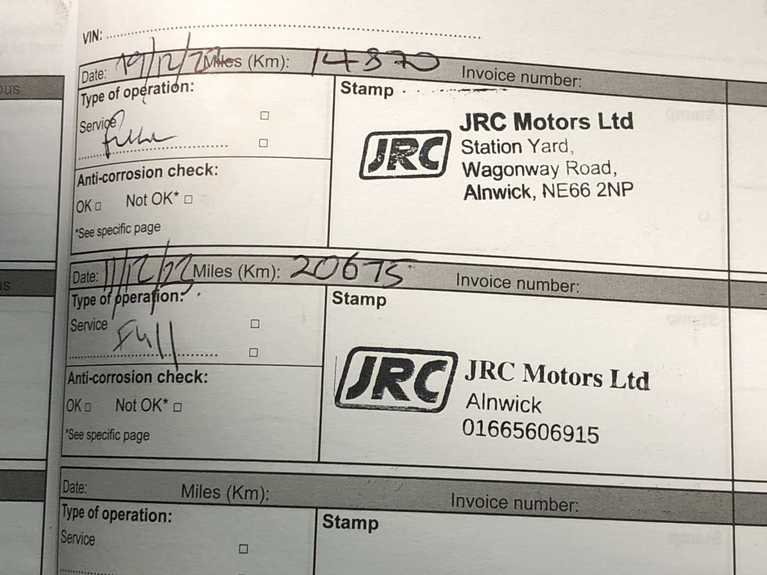 VIN:
Date: 19/12/22 Miles (Km): 14870 Invoice number:
Type of operation: Stamp
Service
JRC JRC Motors Ltd
Station Yard,
Wagonway Road,
Alnwick, NE66 2NP
Anti-corrosion check:
OK Not OK*
*See specific page
Date: 11/12/23 Miles (Km): 20675 Invoice number:
Type of operation: Stamp
Service
Full
JRC JRC Motors Ltd
Alnwick
01665606915
Anti-corrosion check:
OK Not OK*
*See specific page
Date: Miles (Km): Invoice number:
Type of operation: Stamp
Service